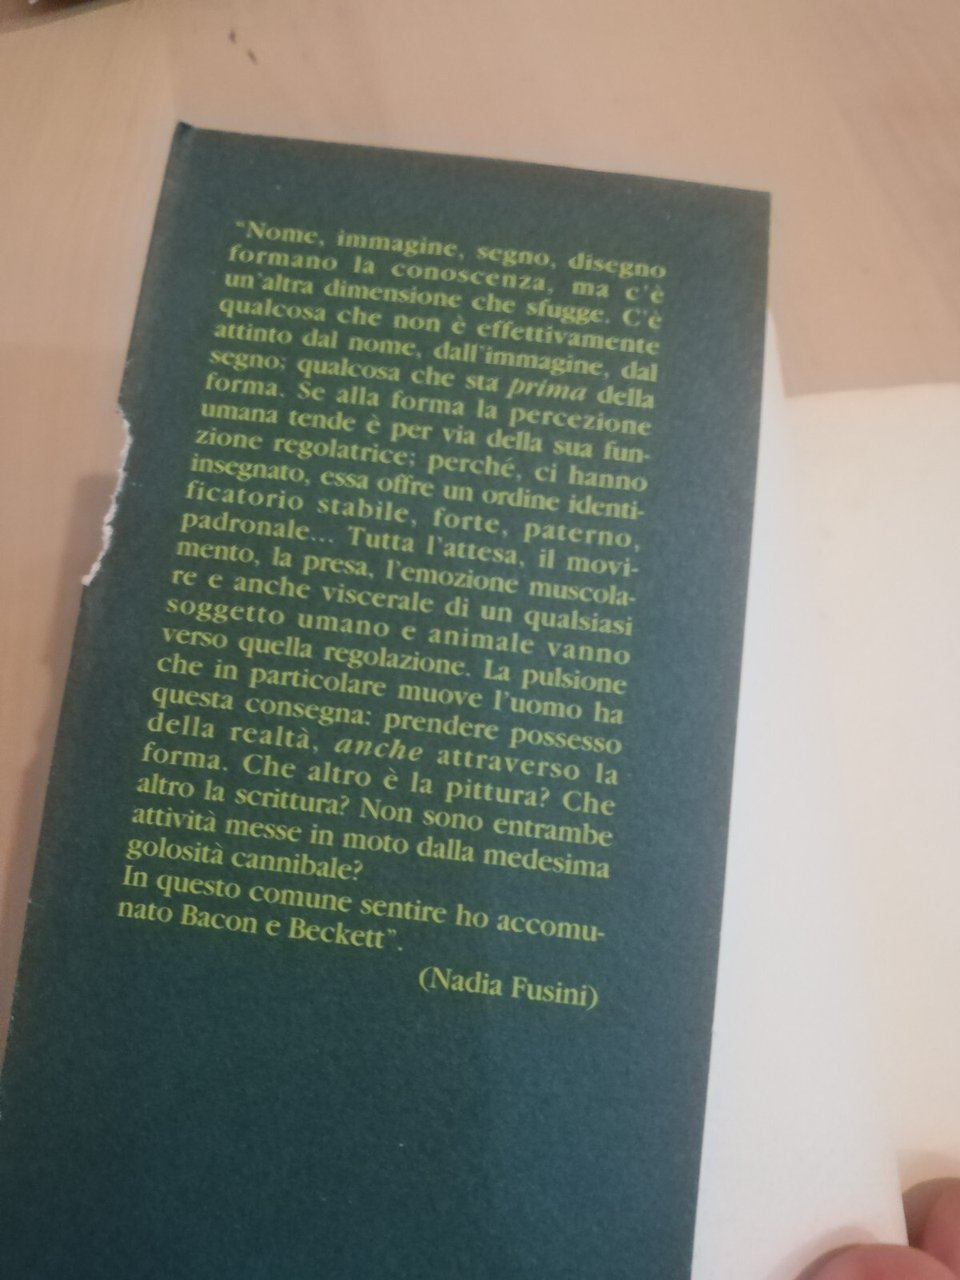 “Nome, immagine, segno, disegno
formano la conoscenza, ma c'è
un'altra dimensione che sfugge. C'è
qualcosa che non è effettivamente
attinto dal nome, dall'immagine, dal
segno; qualcosa che sta prima della
forma. Se alla forma la percezione
umana tende è per via della sua fun-
zione regolatrice; perché, ci hanno
insegnato, essa offre un ordine identi-
ficatorio stabile, forte, paterno,
padronale... Tutta l'attesa, il movi-
mento, la presa, l'emozione muscola-
re e anche viscerale di un qualsiasi
soggetto umano e animale vanno
verso quella regolazione. La pulsione
che in particolare muove l'uomo ha
questa consegna: prendere possesso
della realtà, anche attraverso la
forma. Che altro è la pittura? Che
altro la scrittura? Non sono entrambe
attività messe in moto dalla medesima
golosità cannibale?
In questo comune sentire ho accomu-
nato Bacon e Beckett”.
(Nadia Fusini)